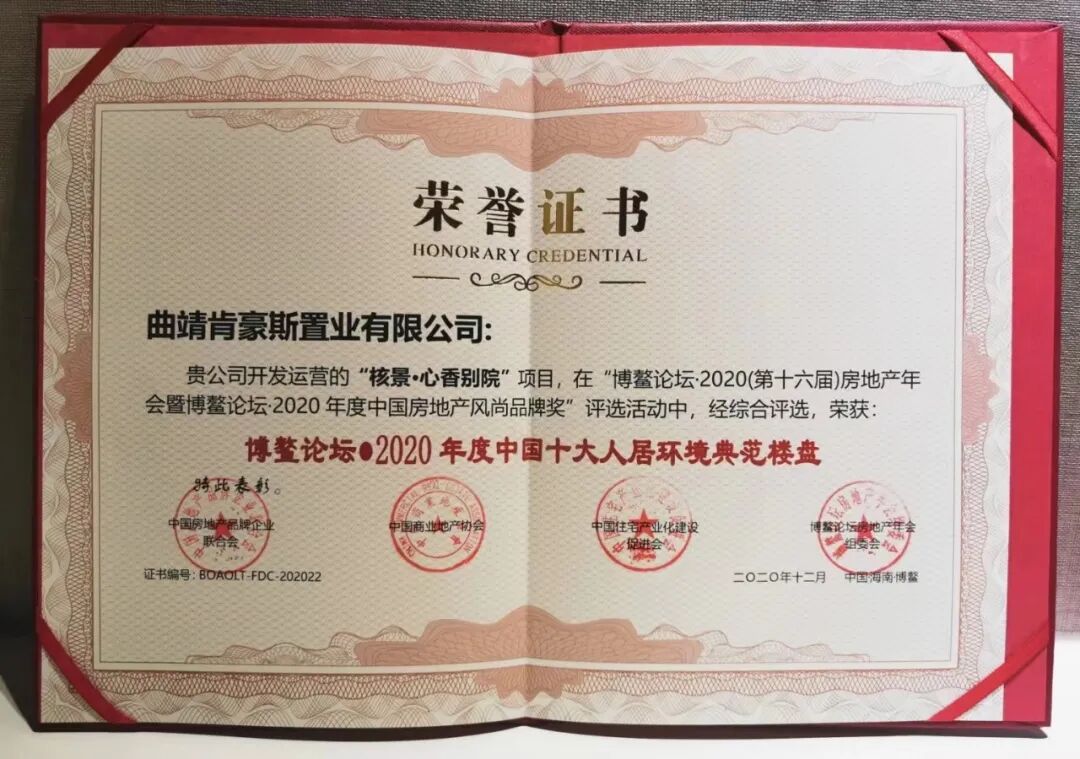 荣誉证书
HONORARY CREDENTIAL
曲靖肯豪斯置业有限公司:
贵公司开发运营的“核景·心香别院”项目，在“博鳌论坛·2020(第十六届)房地产年
会暨博鳌论坛·2020 年度中国房地产风尚品牌奖”评选活动中，经综合评选，荣获：
博鳌论坛●2020 年度中国十大人居环境典范楼盘
特此表彰。
中国房地产品牌企业
联合会
中国商业地产协会
中国住宅产业化建设
促进会
博鳌论坛房地产年会
组委会
证书编号：BOAOLT-FDC-202022
二〇二〇年十二月 中国·海南·博鳌